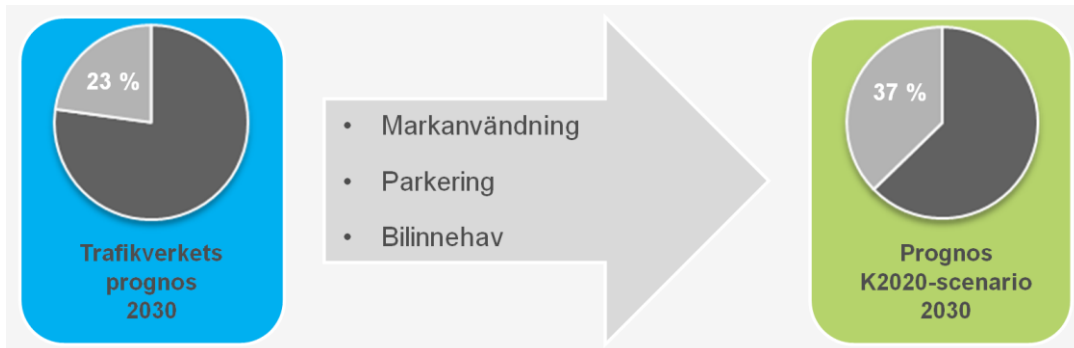 23 %
Trafikverkets
prognos
2030
• Markanvändning
• Parkering
• Bilinnehav
37 %
Prognos
K2020-scenario
2030